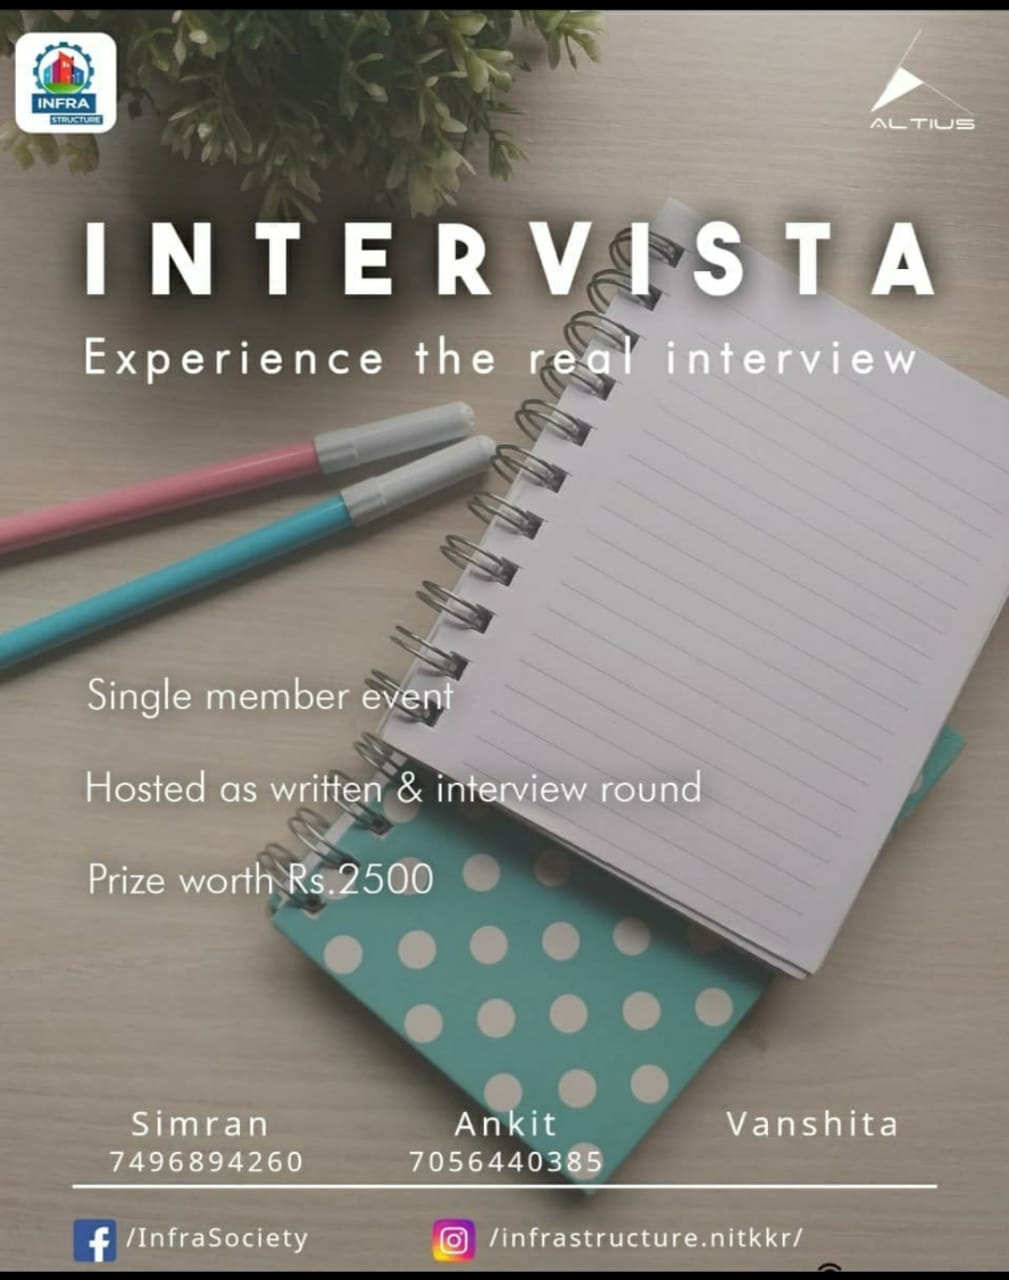 INFRA
STRUCTURE
ALTIUS
INTERVISTA
Experience the real interview
Single member event
Hosted as written & interview round
Prize worth Rs.2500
Simran Ankit Vanshita
7496894260 7056440385
/InfraSociety /infrastructure.nitkkr/